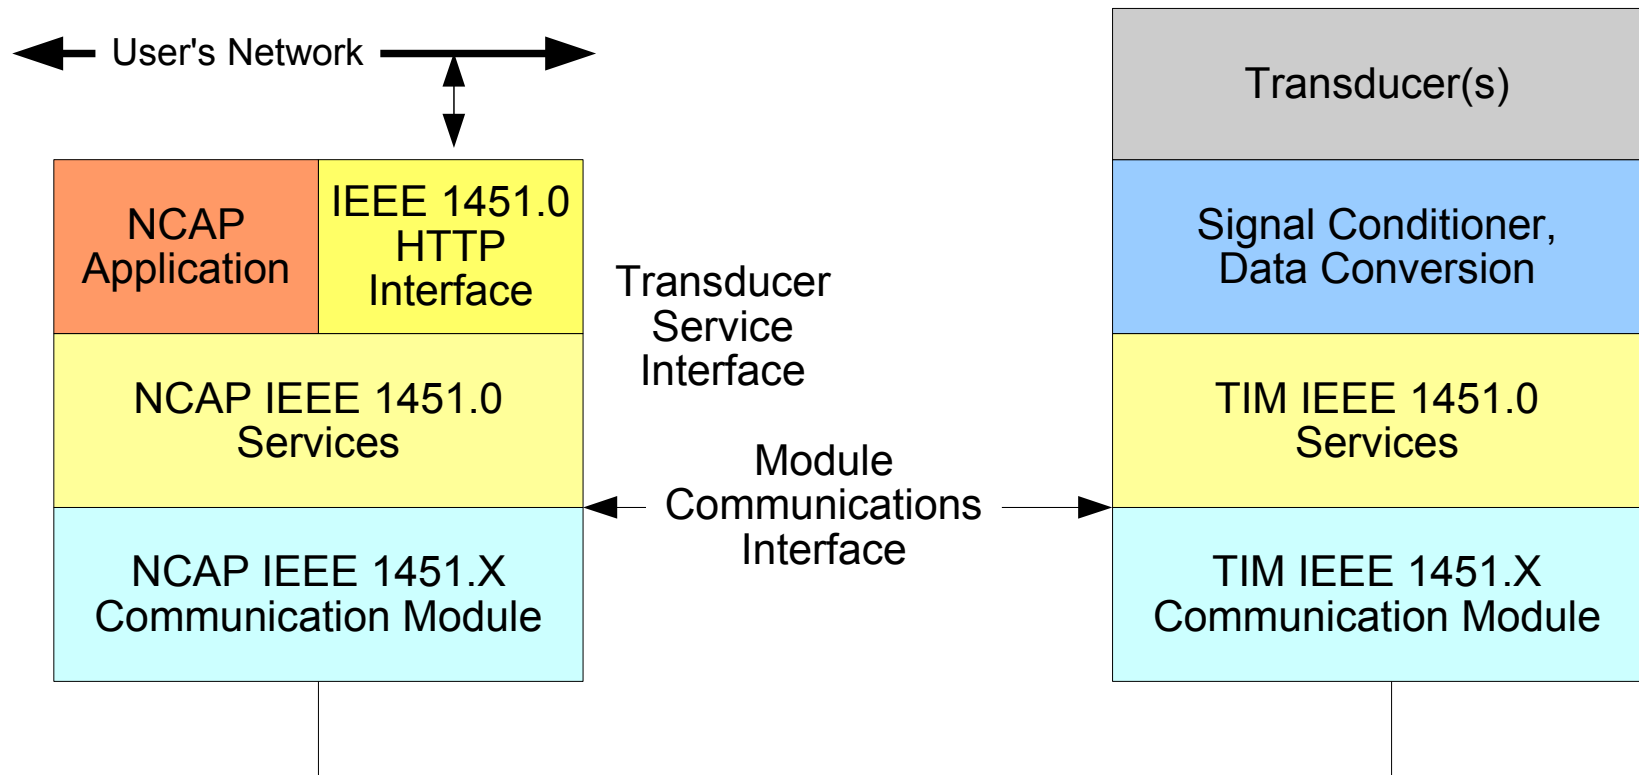 User's Network
NCAP
Application
IEEE 1451.0
HTTP
Interface
NCAP IEEE 1451.0
Services
NCAP IEEE 1451.X
Communication Module
Transducer
Service
Interface
Module
Communications
Interface
Transducer(s)
Signal Conditioner,
Data Conversion
TIM IEEE 1451.0
Services
TIM IEEE 1451.X
Communication Module